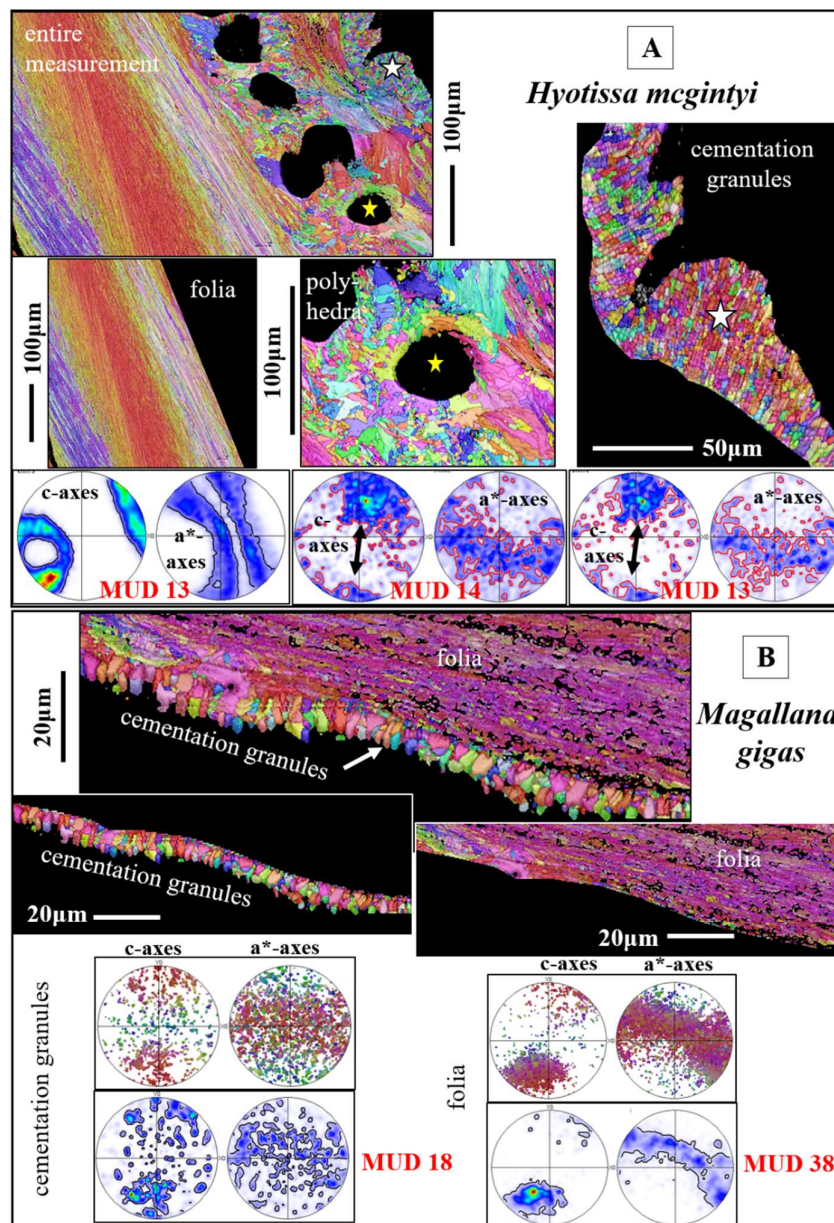 entire
measurement
A
Hyotissa mcgintyi
100μm
cementation
granules
folia
100μm
poly-
hedra
100μm
50μm
c-axes
a*-
axes
MUD 13
c-
axes
a*-axes
MUD 14
c-
axes
a*-axes
MUD 13
folia
B
cementation granules
Magallana
gigas
20μm
cementation granules
20μm
folia
20μm
cementation granules
c-axes
a*-axes
MUD 18
folia
c-axes
a*-axes
MUD 38